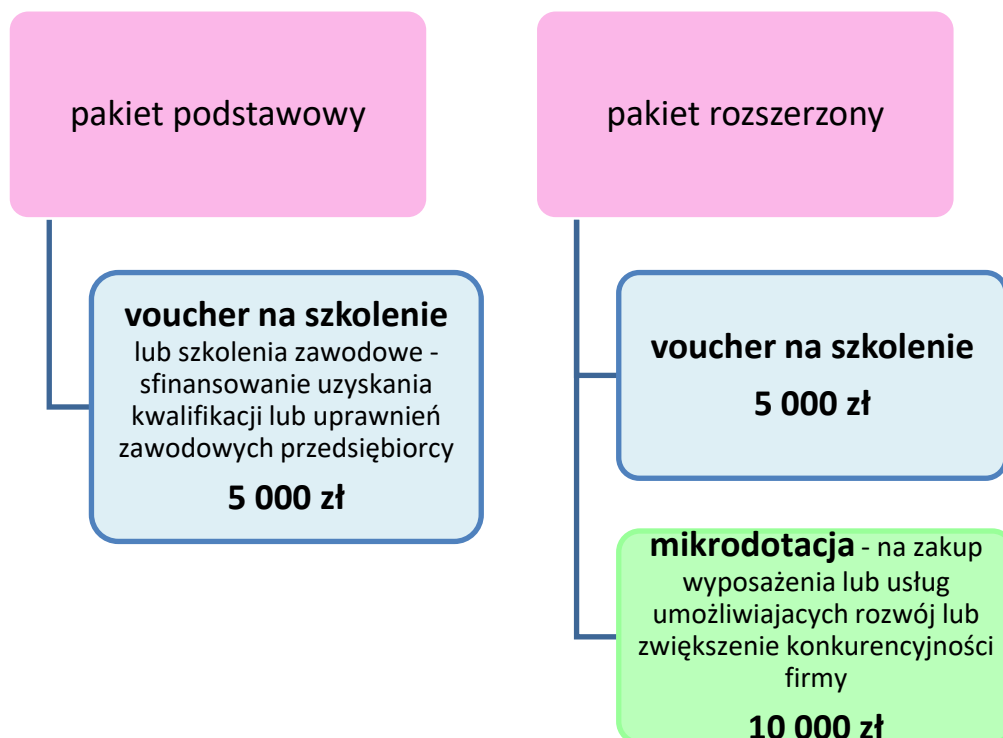 pakiet podstawowy
voucher na szkolenie
lub szkolenia zawodowe -
sfinansowanie uzyskania
kwalifikacji lub uprawnień
zawodowych przedsiębiorcy
5 000 zł
pakiet rozszerzony
voucher na szkolenie
5 000 zł
mikrodotacja - na zakup
wyposażenia lub usług
umożliwiajacych rozwój lub
zwiększenie konkurencyjności
firmy
10 000 zł